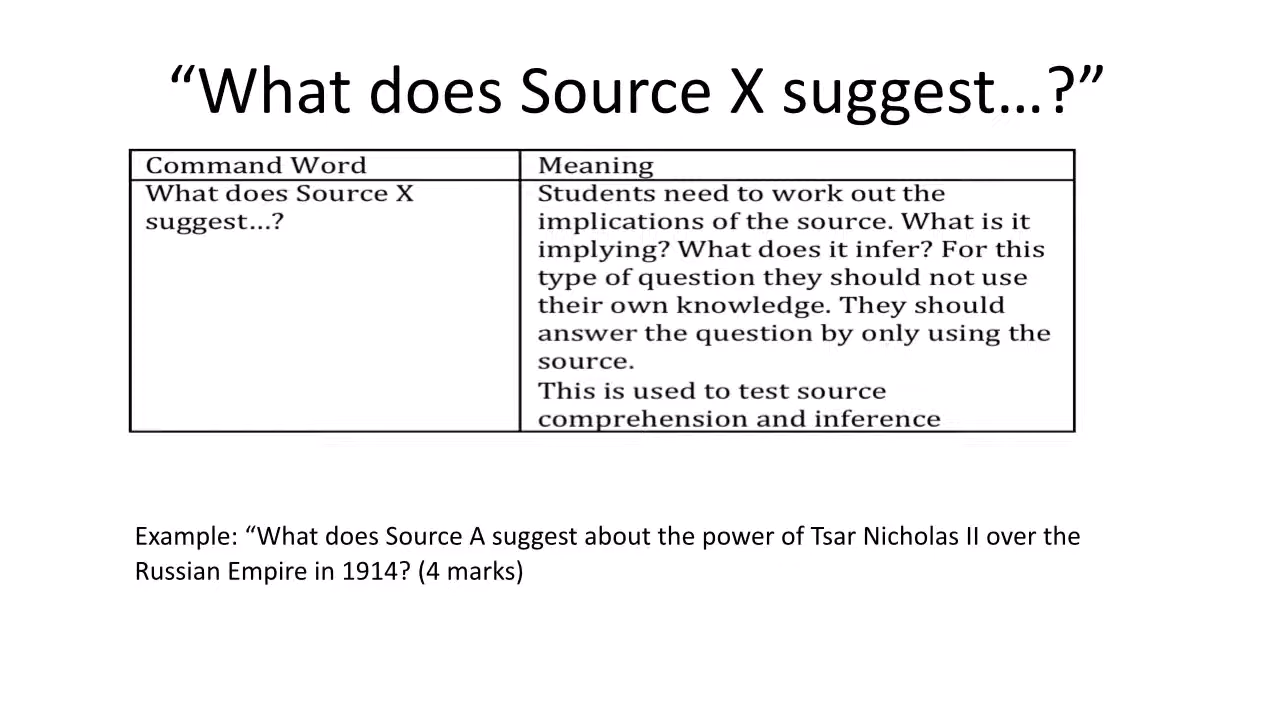 “What does Source X suggest…?”
Command Word
Meaning
What does Source X
suggest…?
Students need to work out the
implications of the source. What is it
implying? What does it infer? For this
type of question they should not use
their own knowledge. They should
answer the question by only using the
source.
This is used to test source
comprehension and inference
Example: “What does Source A suggest about the power of Tsar Nicholas II over the
Russian Empire in 1914? (4 marks)